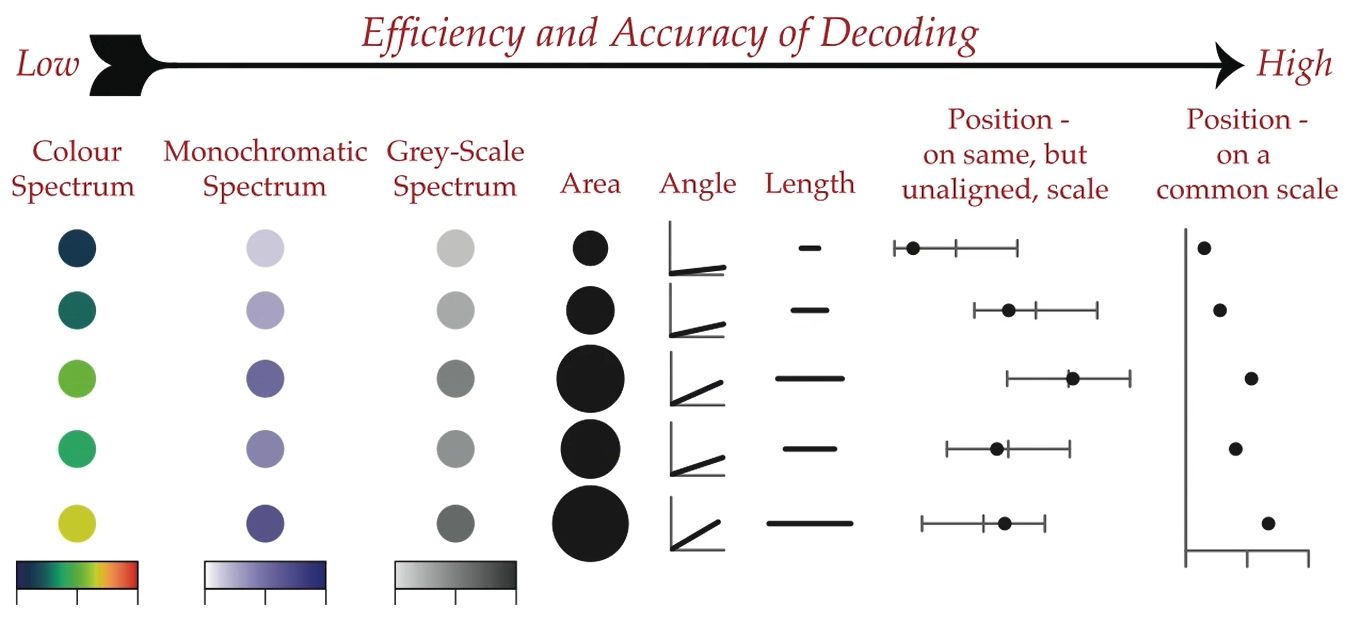 Efficiency and Accuracy of Decoding
Low
High
Colour
Spectrum
Monochromatic
Spectrum
Grey-Scale
Spectrum
Area
Angle
Length
Position -
on same, but
unaligned, scale
Position -
on a
common scale